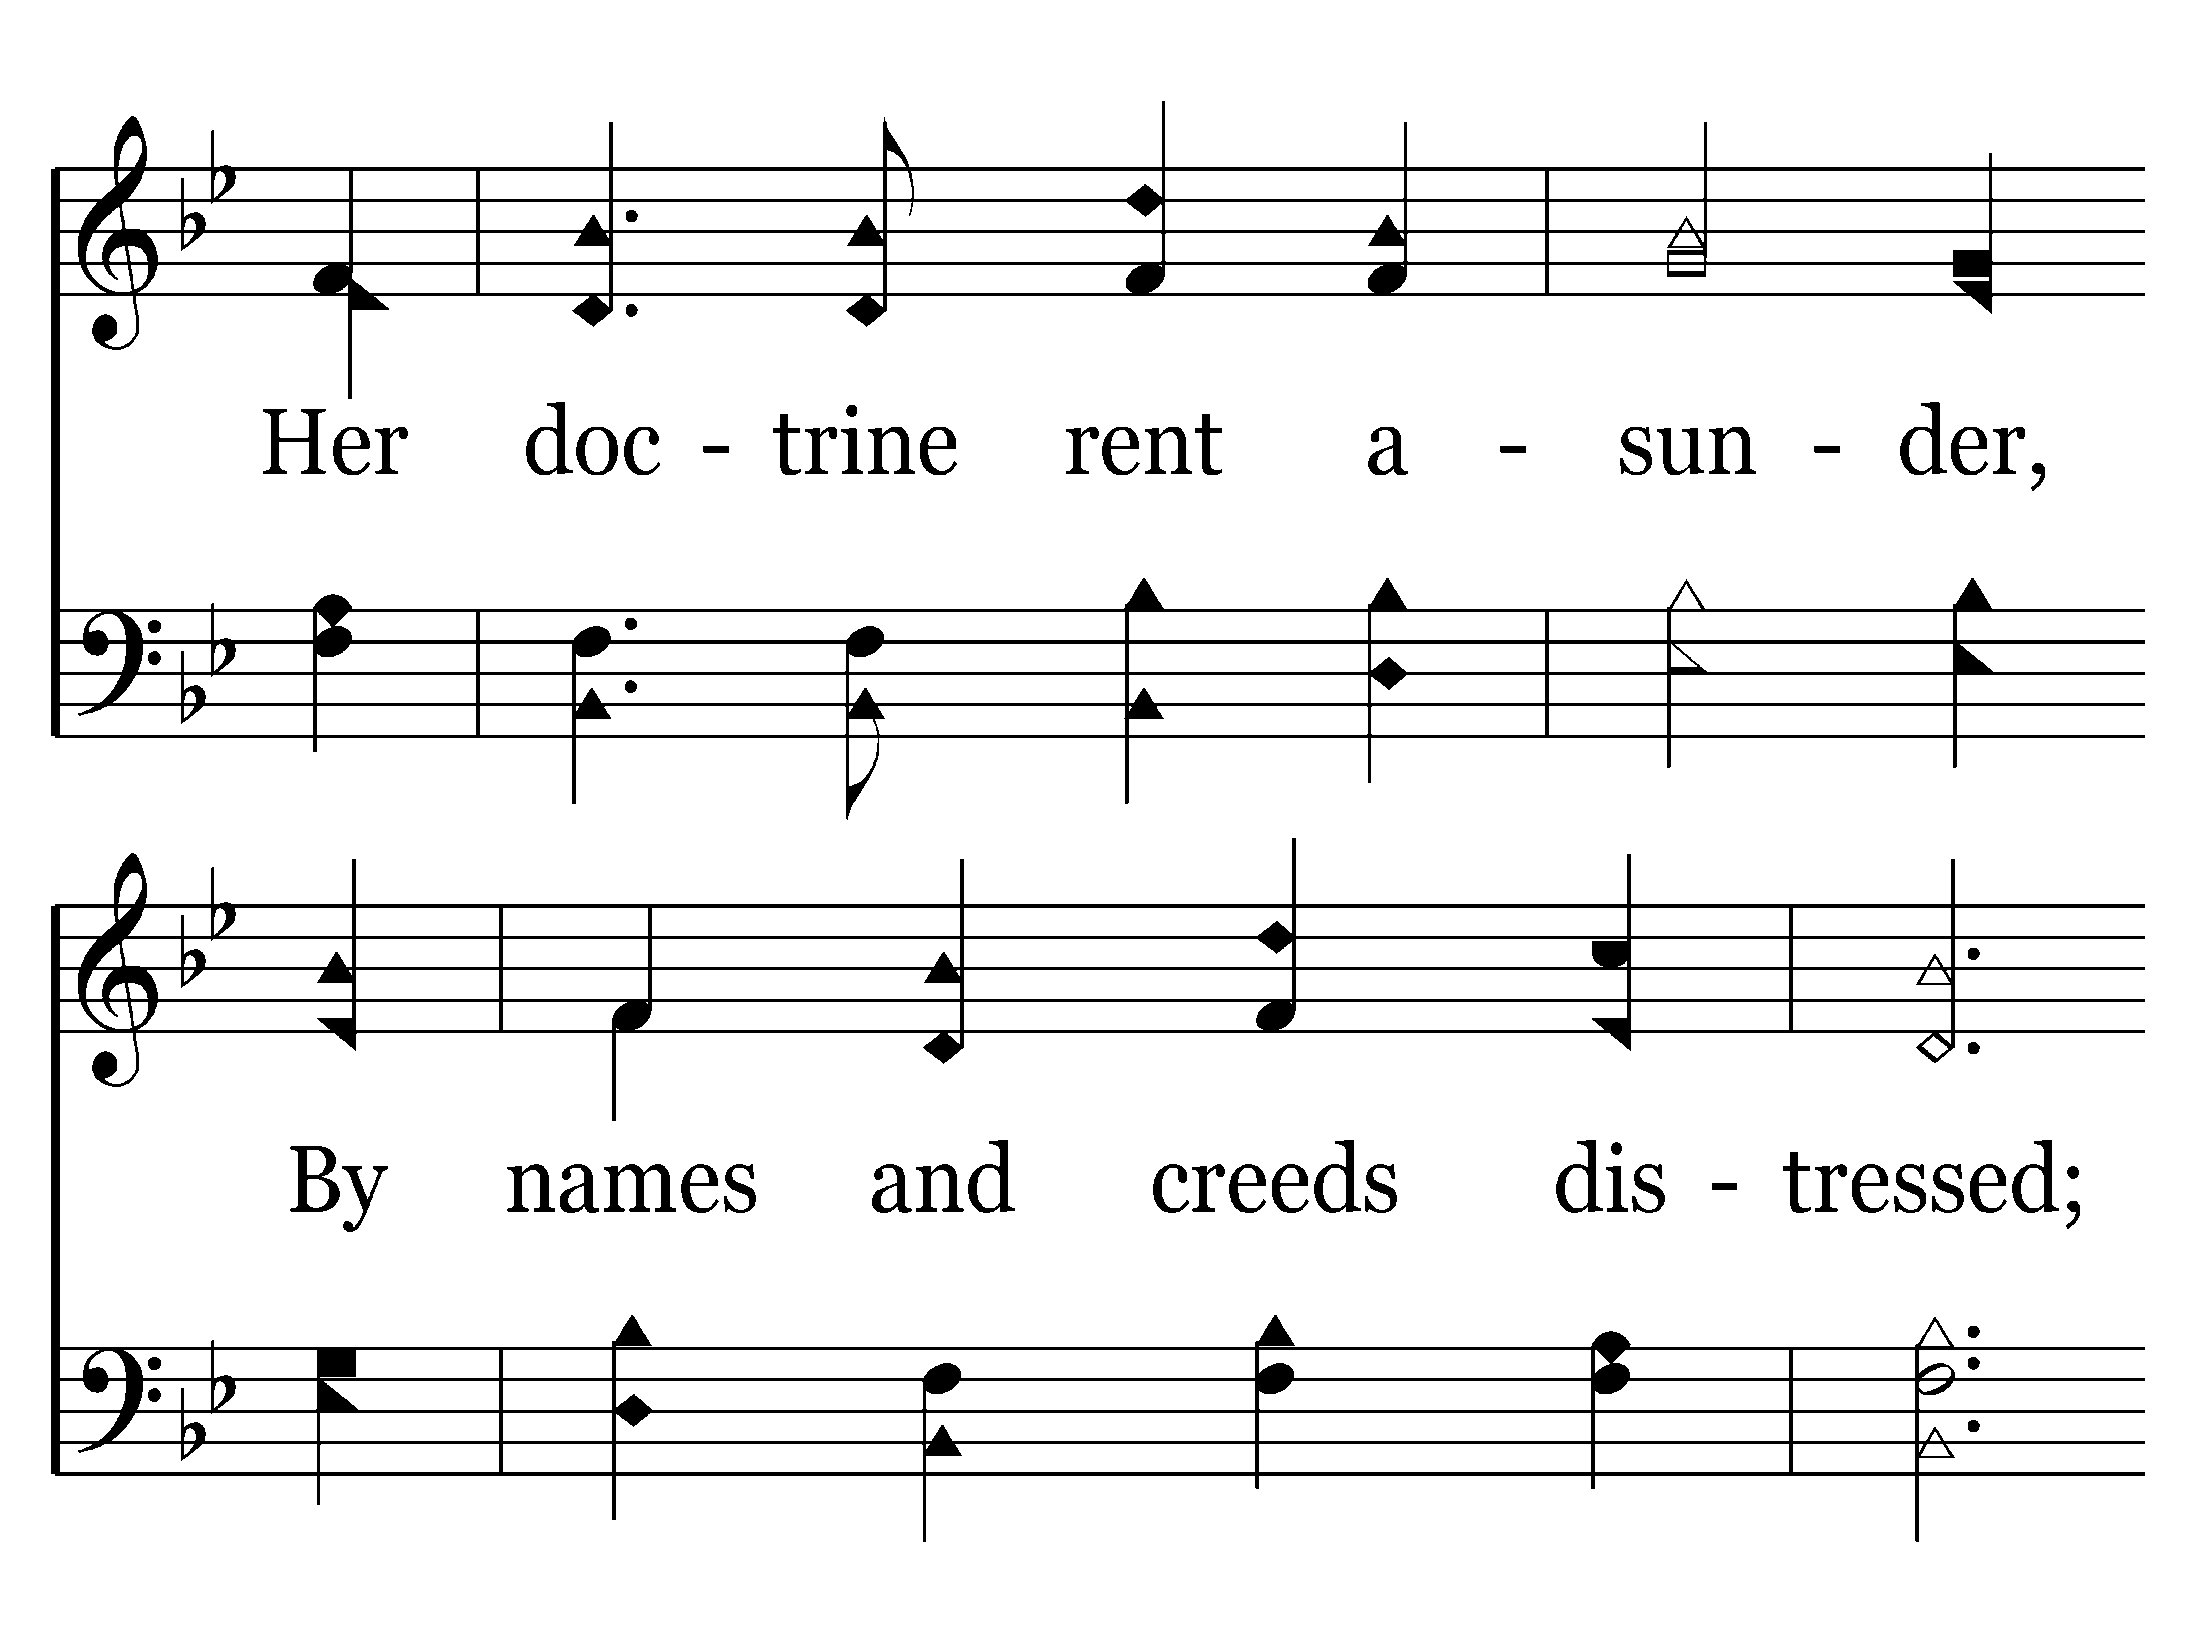 Her doc - trine rent a - sun - der,
By names and creeds dis - tressed;